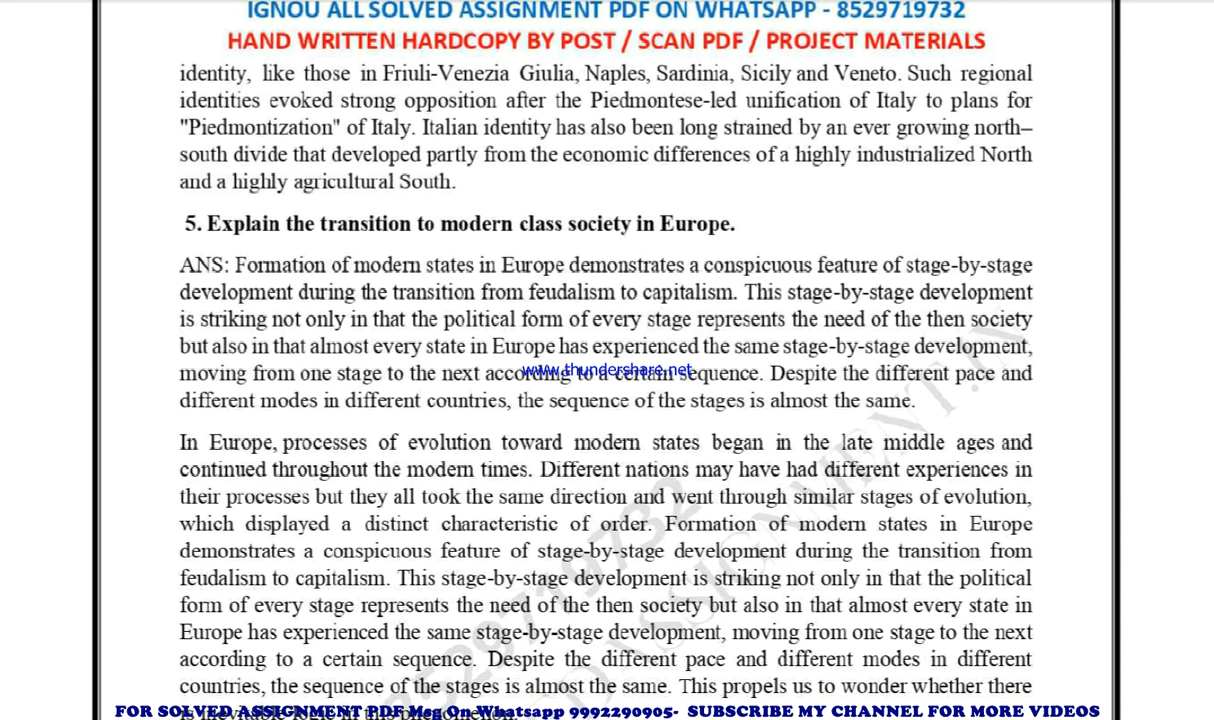 IGNOU ALL SOLVED ASSIGNMENT PDF ON WHATSAPP - 8529719732
HAND WRITTEN HARDCOPY BY POST / SCAN PDF / PROJECT MATERIALS
identity, like those in Friuli-Venezia Giulia, Naples, Sardinia, Sicily and Veneto. Such regional
identities evoked strong opposition after the Piedmontese-led unification of Italy to plans for
"Piedmontization" of Italy. Italian identity has also been long strained by an ever growing north–
south divide that developed partly from the economic differences of a highly industrialized North
and a highly agricultural South.
5. Explain the transition to modern class society in Europe.
ANS: Formation of modern states in Europe demonstrates a conspicuous feature of stage-by-stage
development during the transition from feudalism to capitalism. This stage-by-stage development
is striking not only in that the political form of every stage represents the need of the then society
but also in that almost every state in Europe has experienced the same stage-by-stage development,
moving from one stage to the next according to a certain sequence. Despite the different pace and
www.thundershare.net
different modes in different countries, the sequence of the stages is almost the same.
In Europe, processes of evolution toward modern states began in the late middle ages and
continued throughout the modern times. Different nations may have had different experiences in
their processes but they all took the same direction and went through similar stages of evolution,
which displayed a distinct characteristic of order. Formation of modern states in Europe
demonstrates a conspicuous feature of stage-by-stage development during the transition from
feudalism to capitalism. This stage-by-stage development is striking not only in that the political
form of every stage represents the need of the then society but also in that almost every state in
Europe has experienced the same stage-by-stage development, moving from one stage to the next
according to a certain sequence. Despite the different pace and different modes in different
countries, the sequence of the stages is almost the same. This propels us to wonder whether there
FOR SOLVED ASSIGNMENT PDF Msg On Whatsapp 9992290905- SUBSCRIBE MY CHANNEL FOR MORE VIDEOS